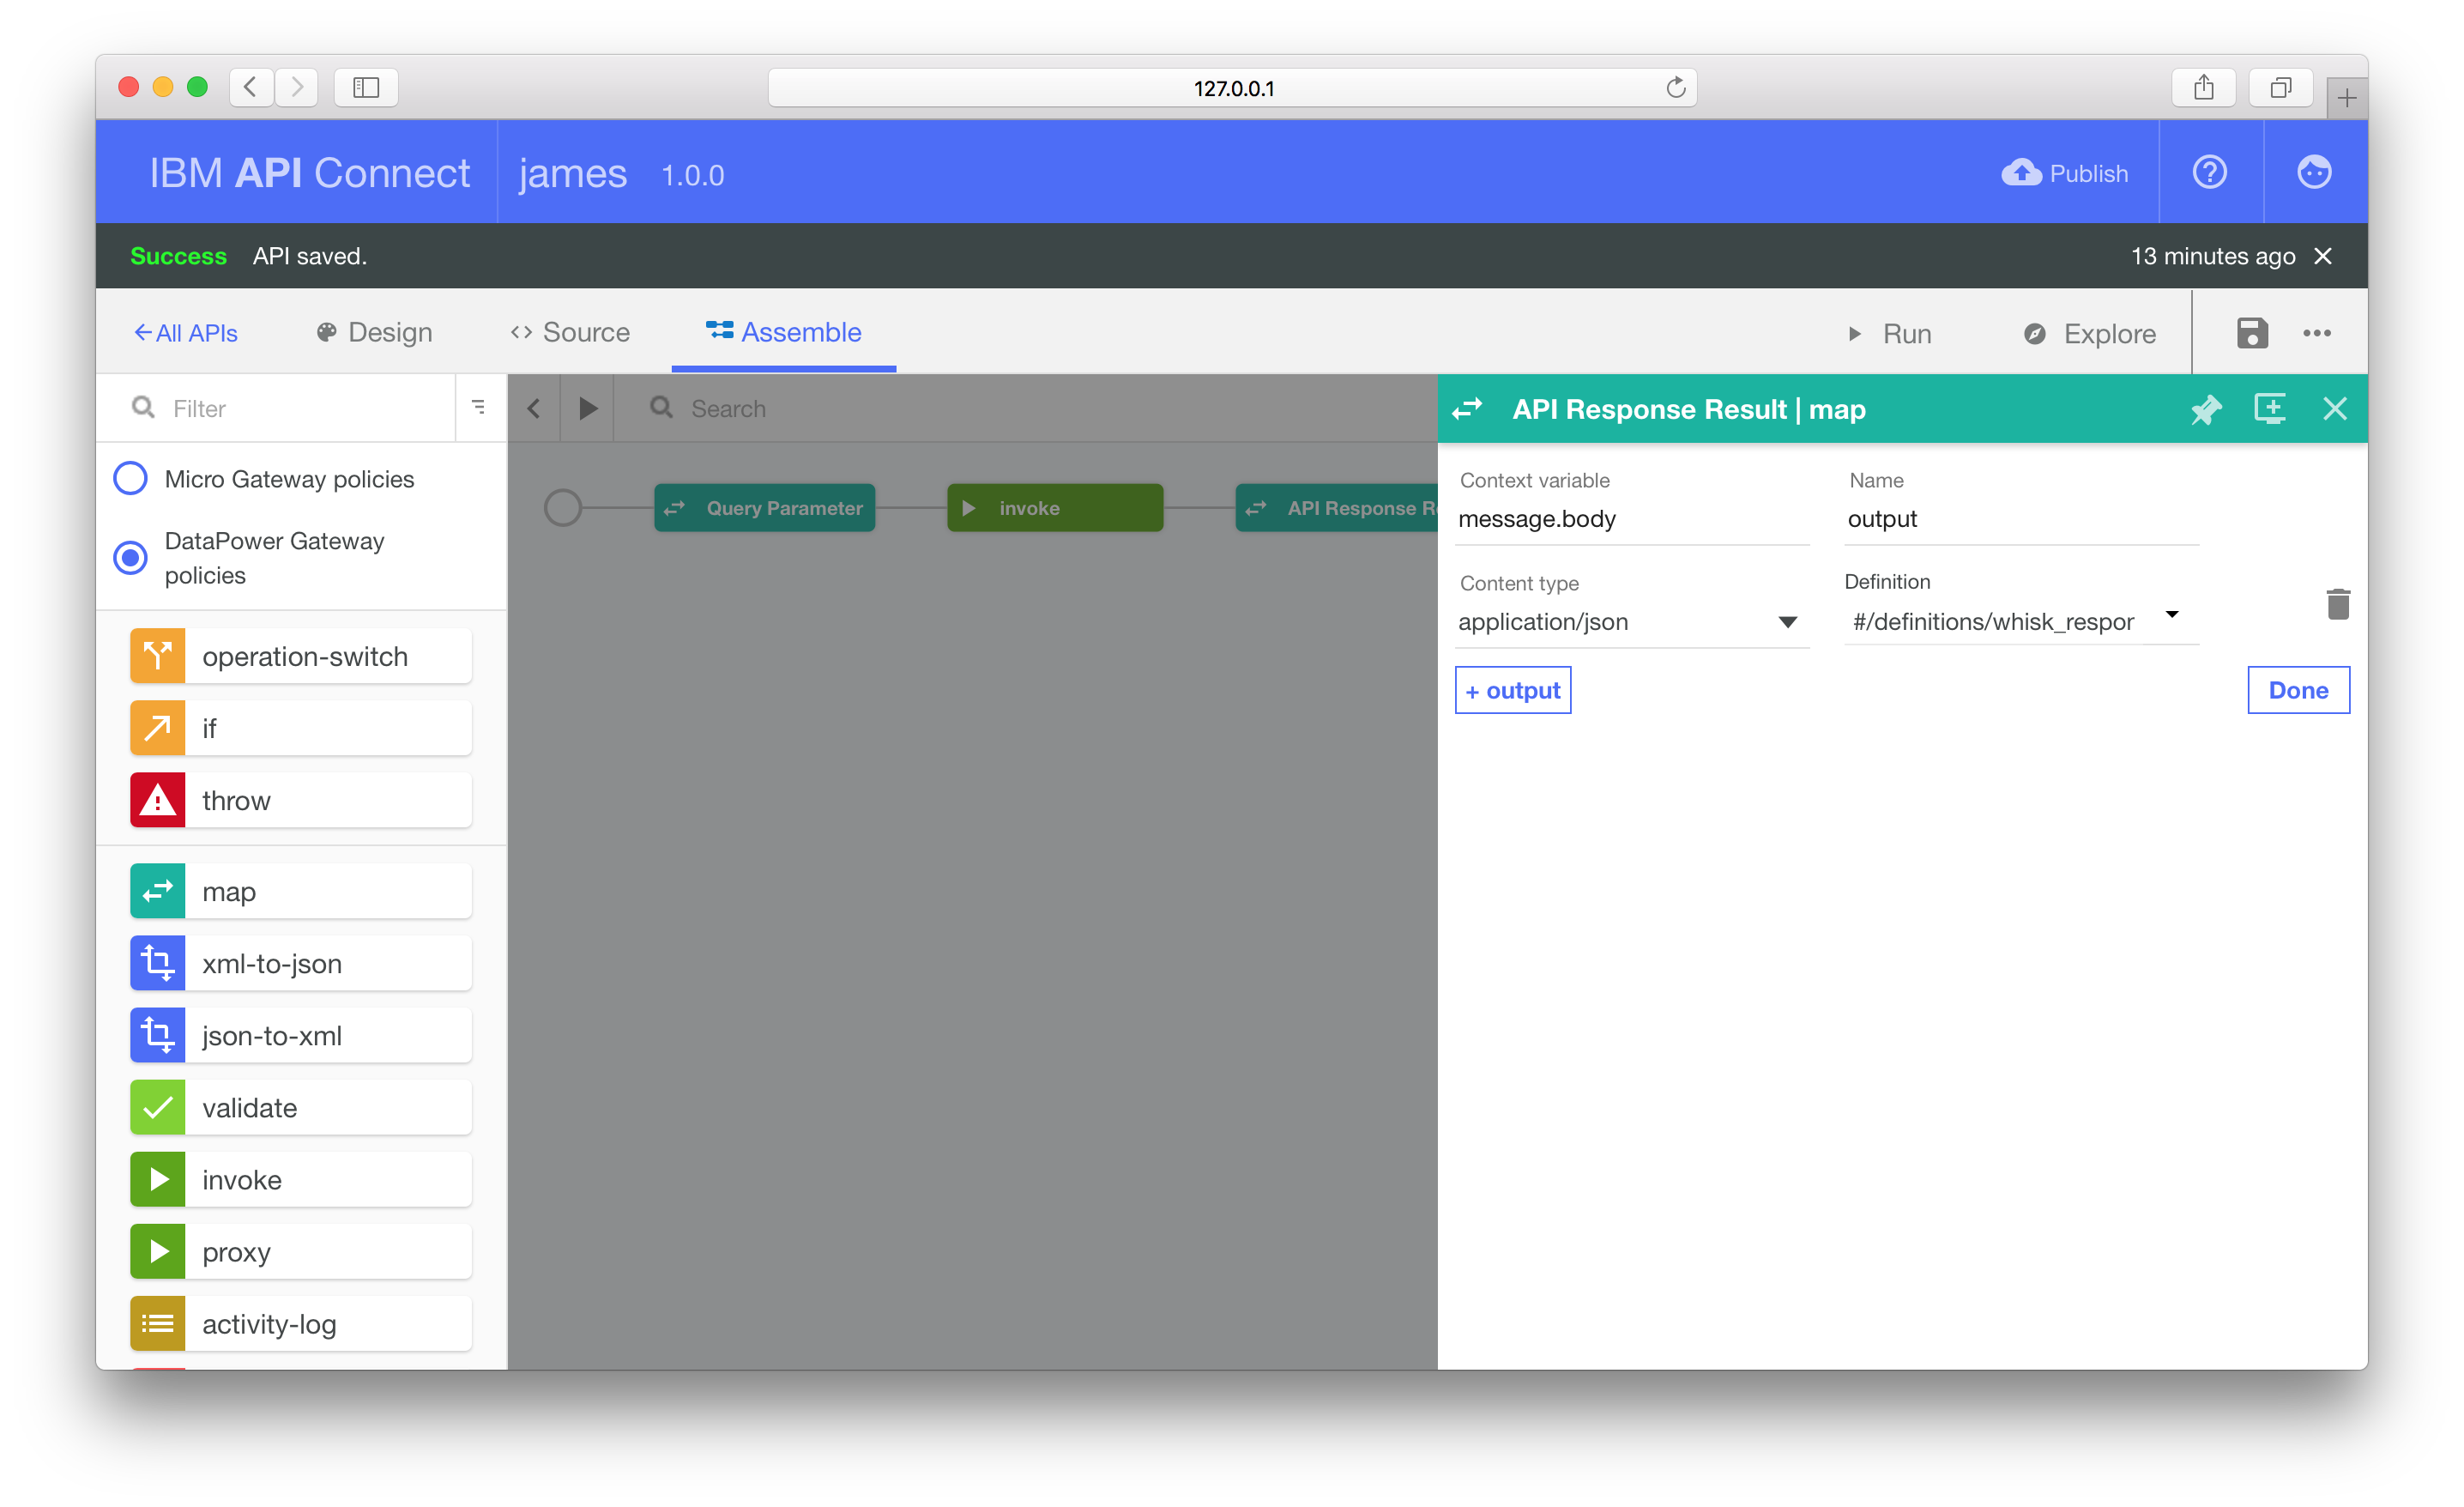 127.0.0.1
IBM API Connect
james 1.0.0
Publish
Success API saved.
13 minutes ago
All APIs
Design
Source
Assemble
Run
Explore
Filter
Search
API Response Result | map
Micro Gateway policies
DataPower Gateway
policies
Query Parameter
invoke
API Response R
Context variable
message.body
Name
output
Content type
application/json
Definition
#/definitions/whisk_respor
+ output
Done
operation-switch
if
throw
map
xml-to-json
json-to-xml
validate
invoke
proxy
activity-log